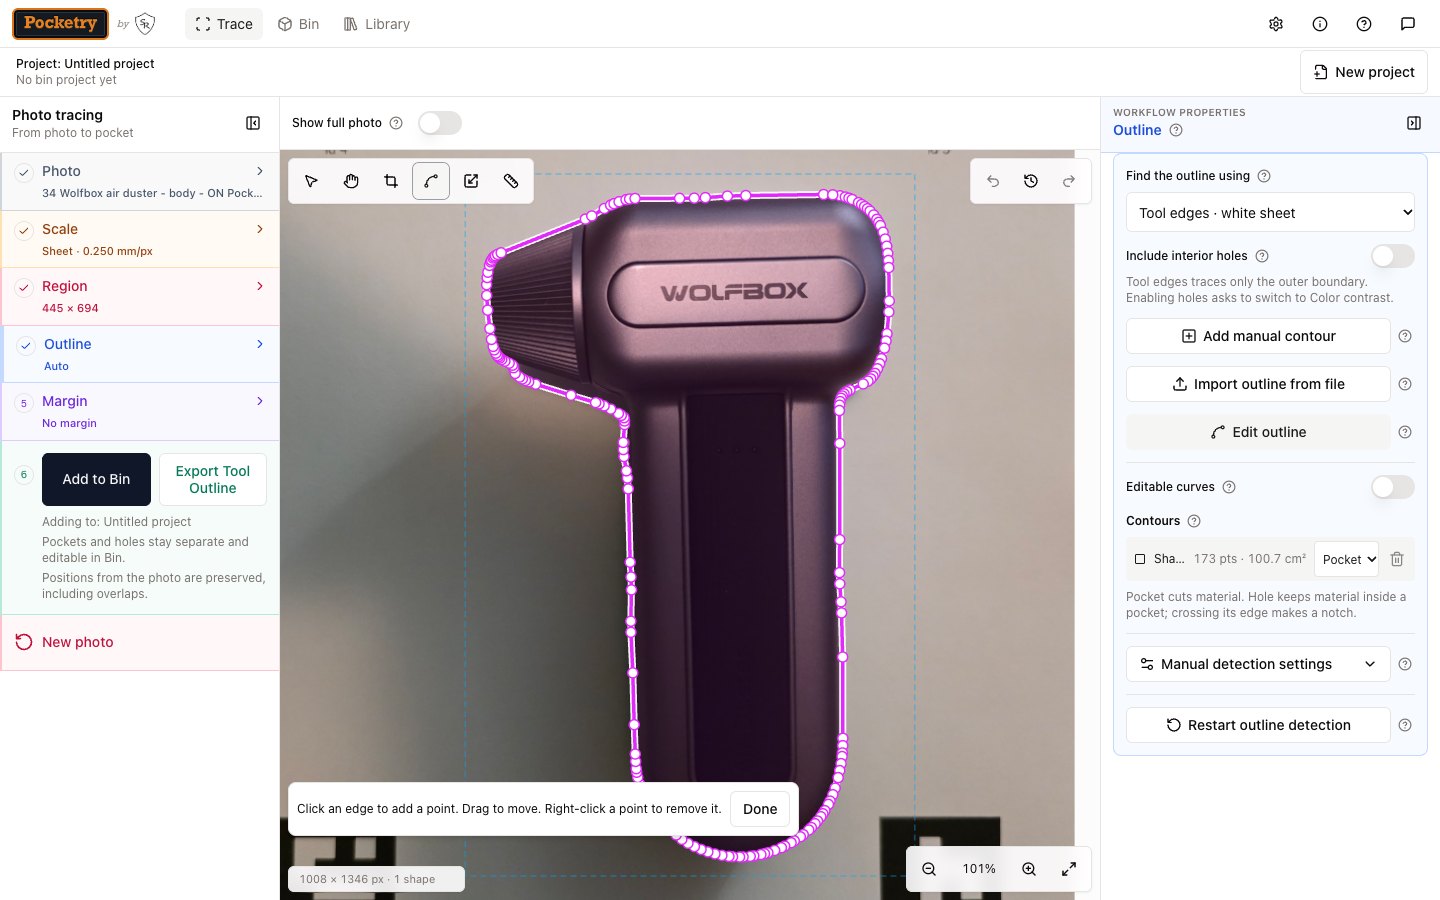 Pocketry by SR
Trace
Bin
Library
Project: Untitled project
No bin project yet
New project
Photo tracing
From photo to pocket
Photo
34 Wolfbox air duster - body - ON Pock...
Scale
Sheet · 0.250 mm/px
Region
445 × 694
Outline
Auto
5
Margin
No margin
6
Add to Bin
Export Tool
Outline
Adding to: Untitled project
Pockets and holes stay separate and
editable in Bin.
Positions from the photo are preserved,
including overlaps.
New photo
Show full photo
WOLFBOX
Click an edge to add a point. Drag to move. Right-click a point to remove it.
Done
1008 × 1346 px · 1 shape
101%
WORKFLOW PROPERTIES
Outline
Find the outline using
Tool edges · white sheet
Include interior holes
Tool edges traces only the outer boundary.
Enabling holes asks to switch to Color contrast.
Add manual contour
Import outline from file
Edit outline
Editable curves
Contours
Sha... 173 pts · 100.7 cm² Pocket
Pocket cuts material. Hole keeps material inside a
pocket; crossing its edge makes a notch.
Manual detection settings
Restart outline detection